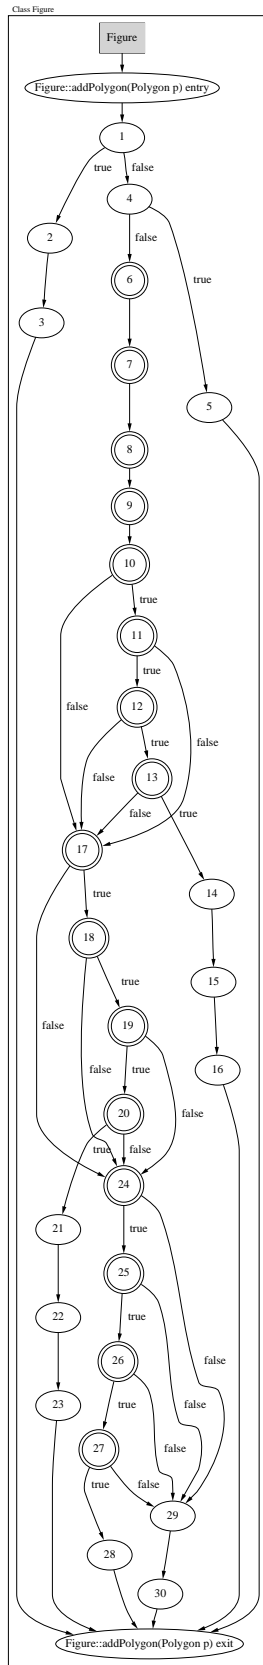 Class Figure
Figure
Figure::addPolygon(Polygon p) entry
1
true
false
2
4
false
true
3
6
7
5
8
9
10
true
11
true
false
12
true
false
false
13
false
true
17
14
true
18
15
true
19
16
false
false
true
false
20
true
false
24
21
true
25
22
true
false
26
23
true
false
false
27
true
false
29
28
30
Figure::addPolygon(Polygon p) exit